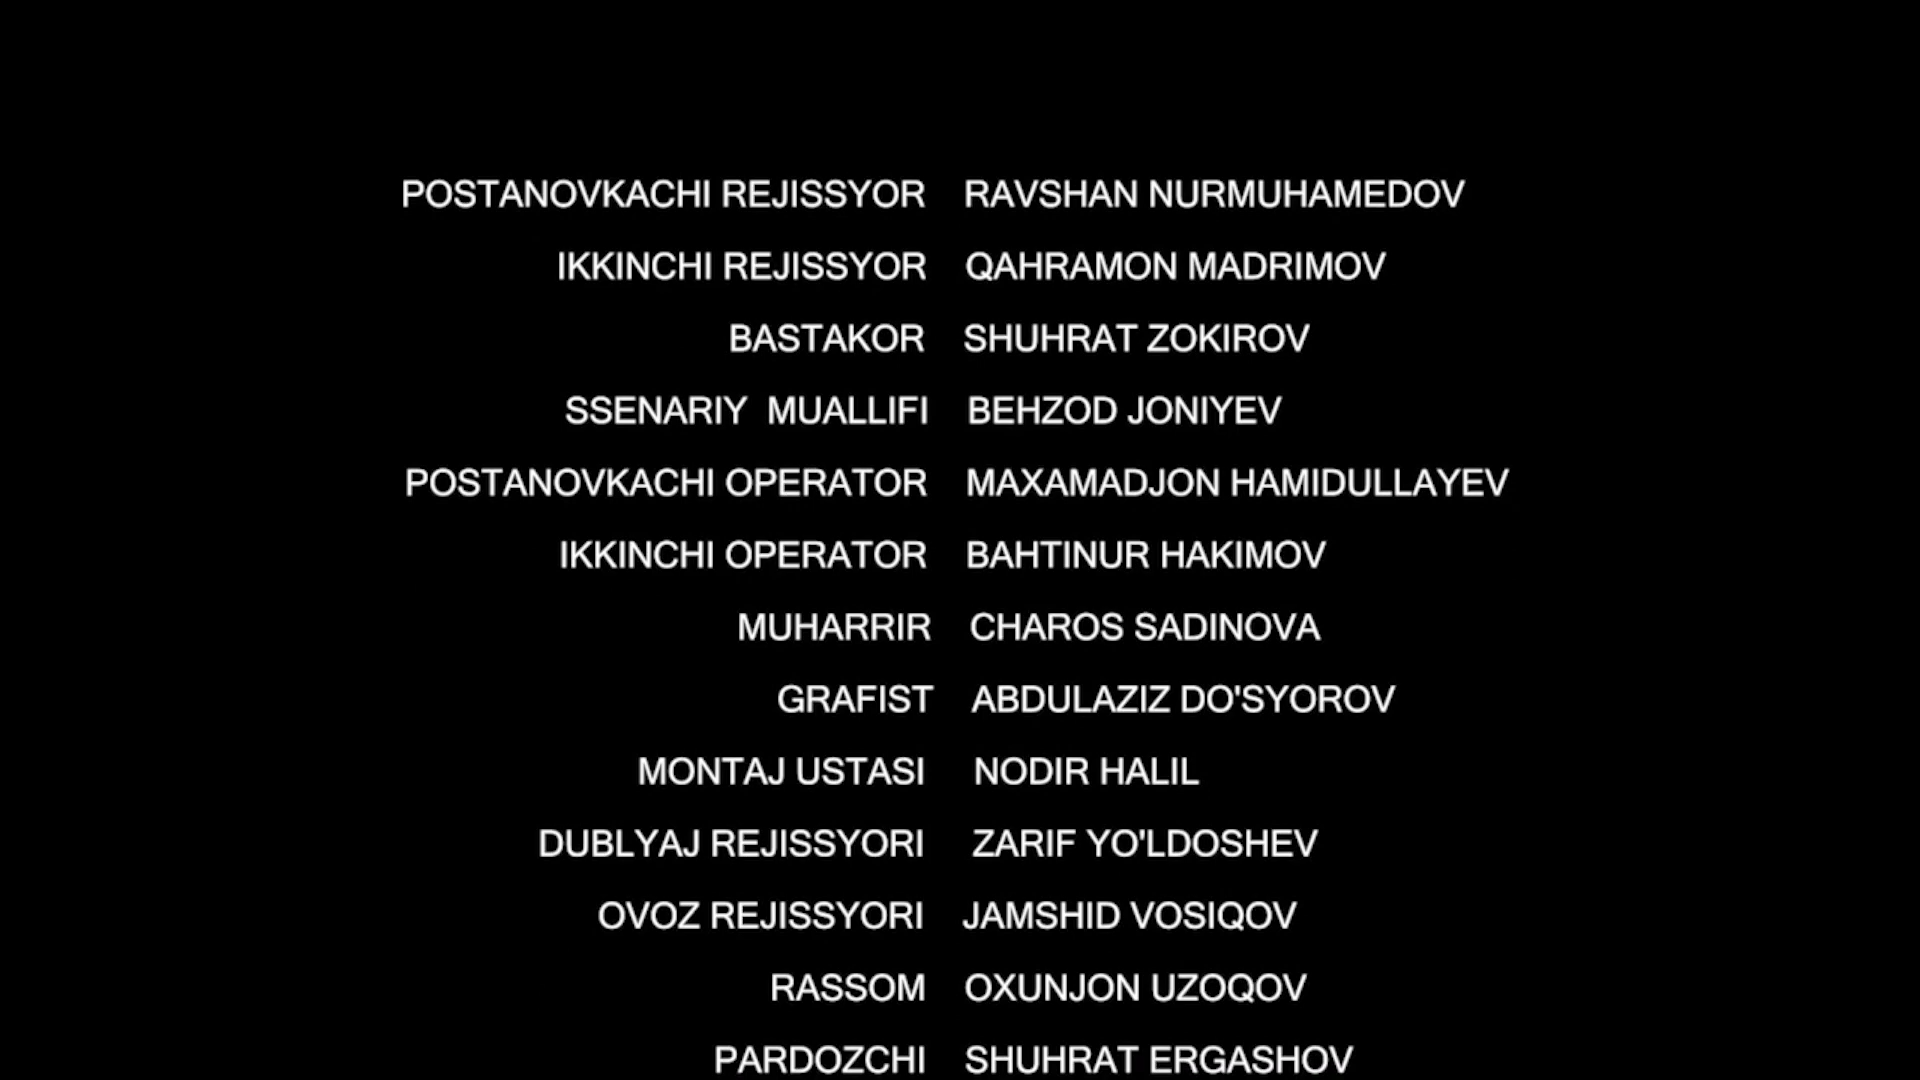 POSTANOVKACHI REJISSYOR RAVSHAN NURMUHAMEDOV
IKKINCHI REJISSYOR QAHRAMON MADRIMOV
BASTAKOR SHUHRAT ZOKIROV
SSENARIY MUALLIFI BEHZOD JONIYEV
POSTANOVKACHI OPERATOR MAXAMADJON HAMIDULLAYEV
IKKINCHI OPERATOR BAHTINUR HAKIMOV
MUHARRIR CHAROS SADINOVA
GRAFIST ABDULAZIZ DO'SYOROV
MONTAJ USTASI NODIR HALIL
DUBLYAJ REJISSYORI ZARIF YO'LDOSHEV
OVOZ REJISSYORI JAMSHID VOSIQOV
RASSOM OXUNJON UZOQOV
PARDOZCHI SHUHRAT ERGASHOV